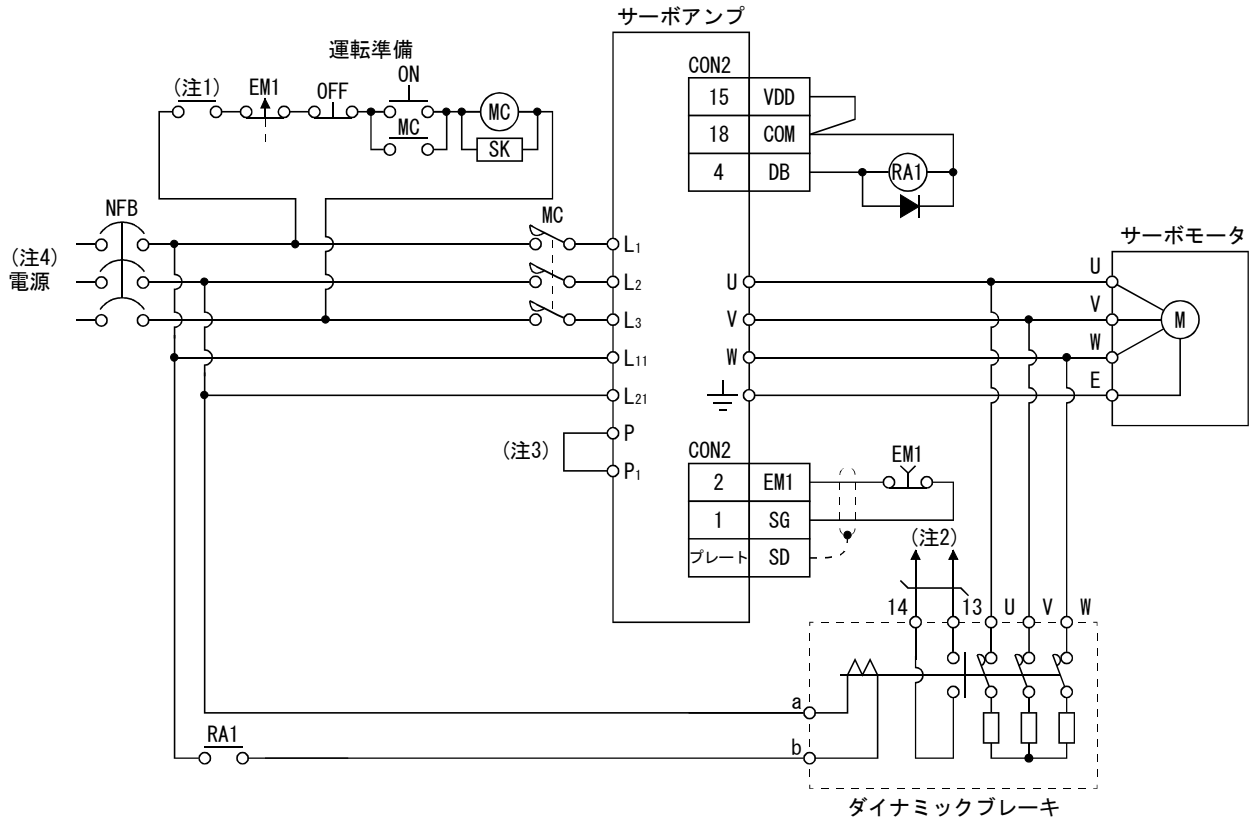 サーボアンプ
運転準備
(注1)
EM1
OFF
ON
MC
MC
SK
CON2
15 VDD
18 COM
4 DB
RA1
NFB
(注4)
電源
MC
L1
L2
L3
L11
L21
P
P1
(注3)
U
V
W
サーボモータ
U
V
W
E
M
CON2
2 EM1
1 SG
プレート SD
EM1
(注2)
14
13
U
V
W
a
b
RA1
ダイナミックブレーキ